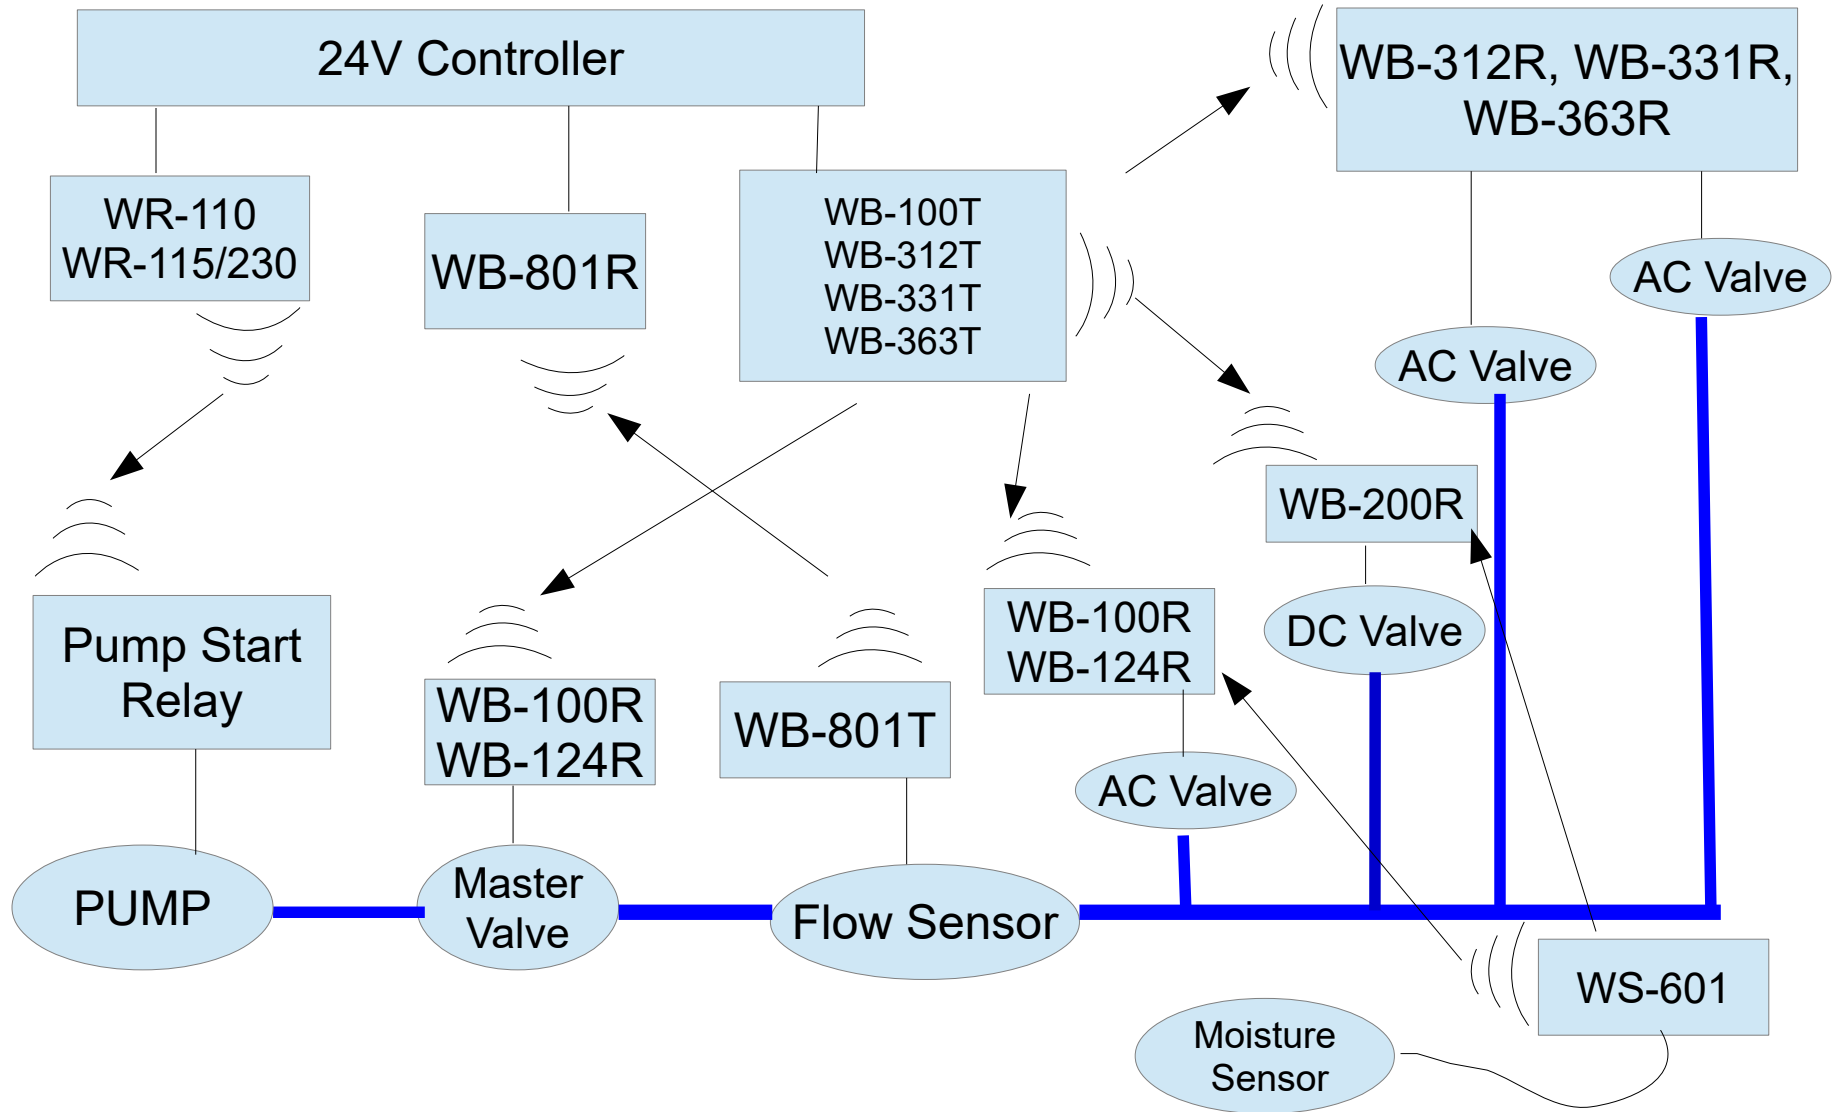 24V Controller
WB-312R, WB-331R,
WB-363R
WR-110
WR-115/230
WB-801R
WB-100T
WB-312T
WB-331T
WB-363T
AC Valve
AC Valve
WB-200R
Pump Start
Relay
WB-100R
WB-124R
WB-801T
WB-100R
WB-124R
DC Valve
AC Valve
PUMP
Master
Valve
Flow Sensor
WS-601
Moisture
Sensor